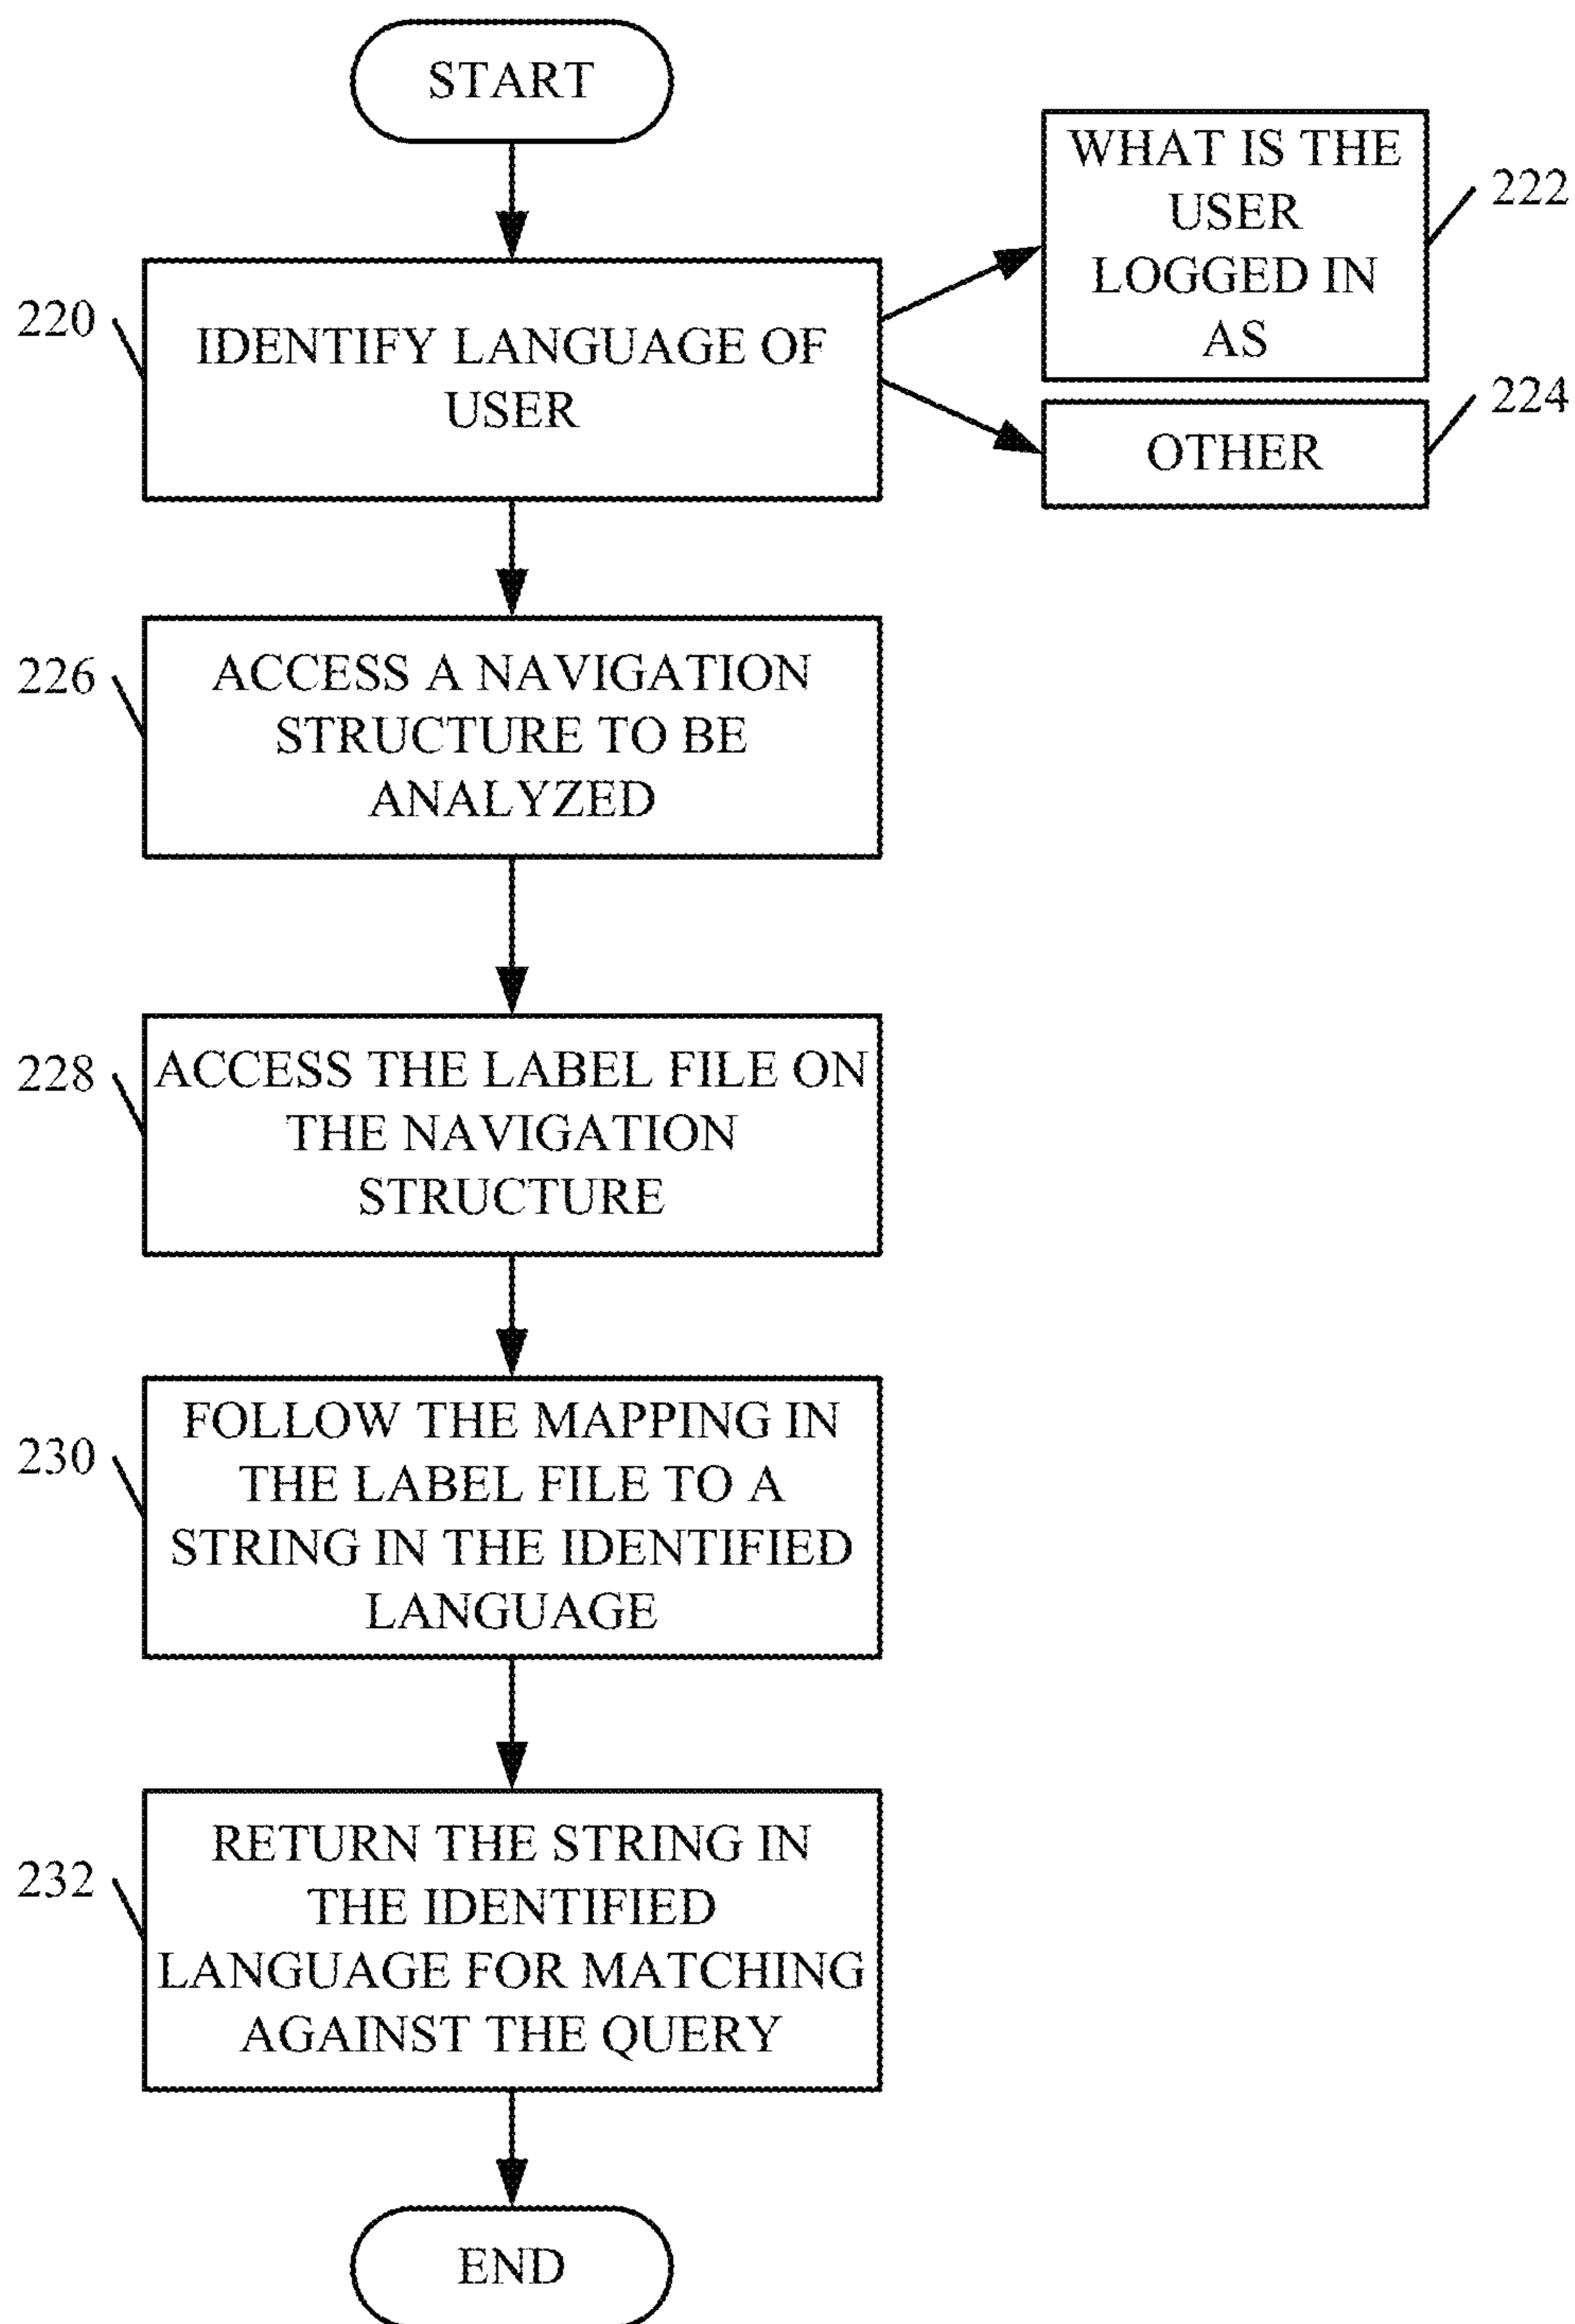 START
WHAT IS THE
USER
LOGGED IN
AS
222
220
IDENTIFY LANGUAGE OF
USER
224
OTHER
226
ACCESS A NAVIGATION
STRUCTURE TO BE
ANALYZED
228
ACCESS THE LABEL FILE ON
THE NAVIGATION
STRUCTURE
230
FOLLOW THE MAPPING IN
THE LABEL FILE TO A
STRING IN THE IDENTIFIED
LANGUAGE
232
RETURN THE STRING IN
THE IDENTIFIED
LANGUAGE FOR MATCHING
AGAINST THE QUERY
END